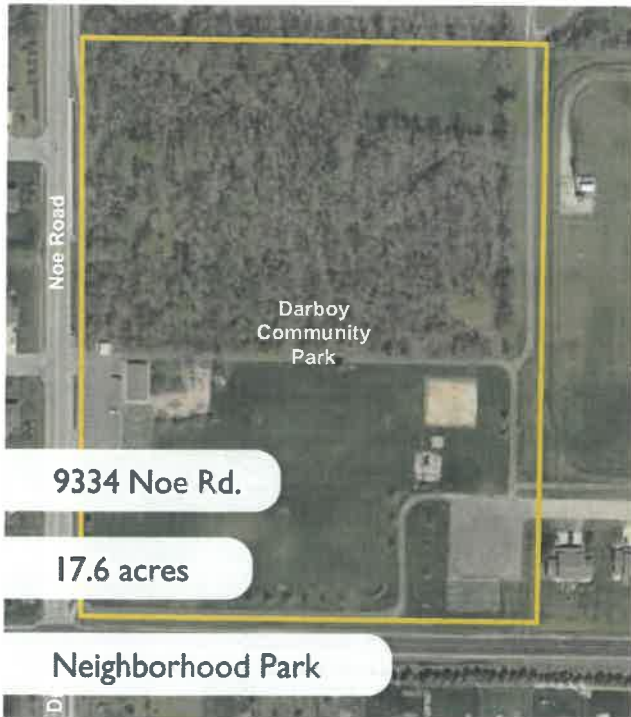 Noe Road
Darboy
Community
Park
9334 Noe Rd.
17.6 acres
Neighborhood Park